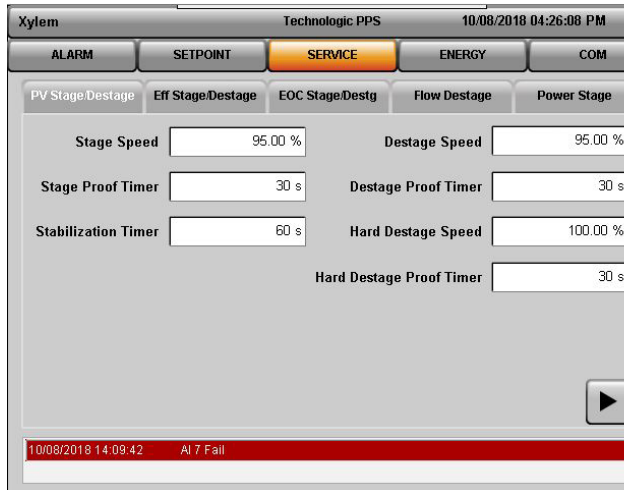 Xylem Technologic PPS 10/08/2018 04:26:08 PM
ALARM SETPOINT SERVICE ENERGY COM
PV Stage/Destage Eff Stage/Destage EOC Stage/Destg Flow Destage Power Stage
Stage Speed 95.00 % Destage Speed 95.00 %
Stage Proof Timer 30 s Destage Proof Timer 30 s
Stabilization Timer 60 s Hard Destage Speed 100.00 %
Hard Destage Proof Timer 30 s
10/08/2018 14:09:42 AI 7 Fail